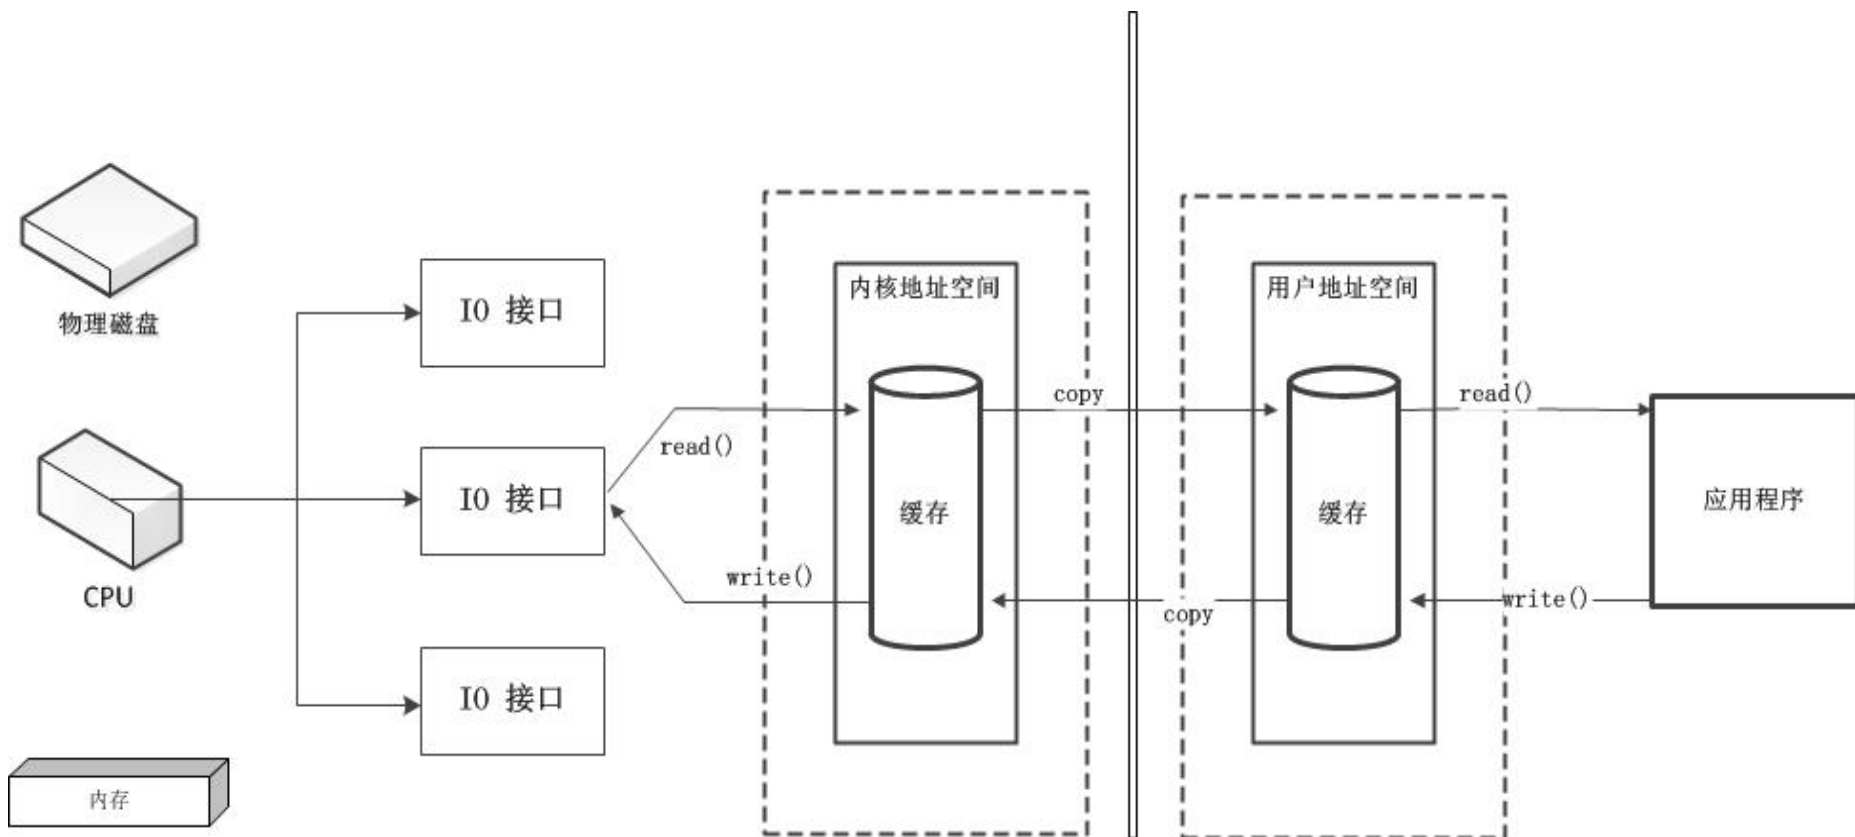 物理磁盘
CPU
内存
IO 接口
IO 接口
IO 接口
read()
write()
内核地址空间
缓存
copy
copy
用户地址空间
缓存
read()
write()
应用程序